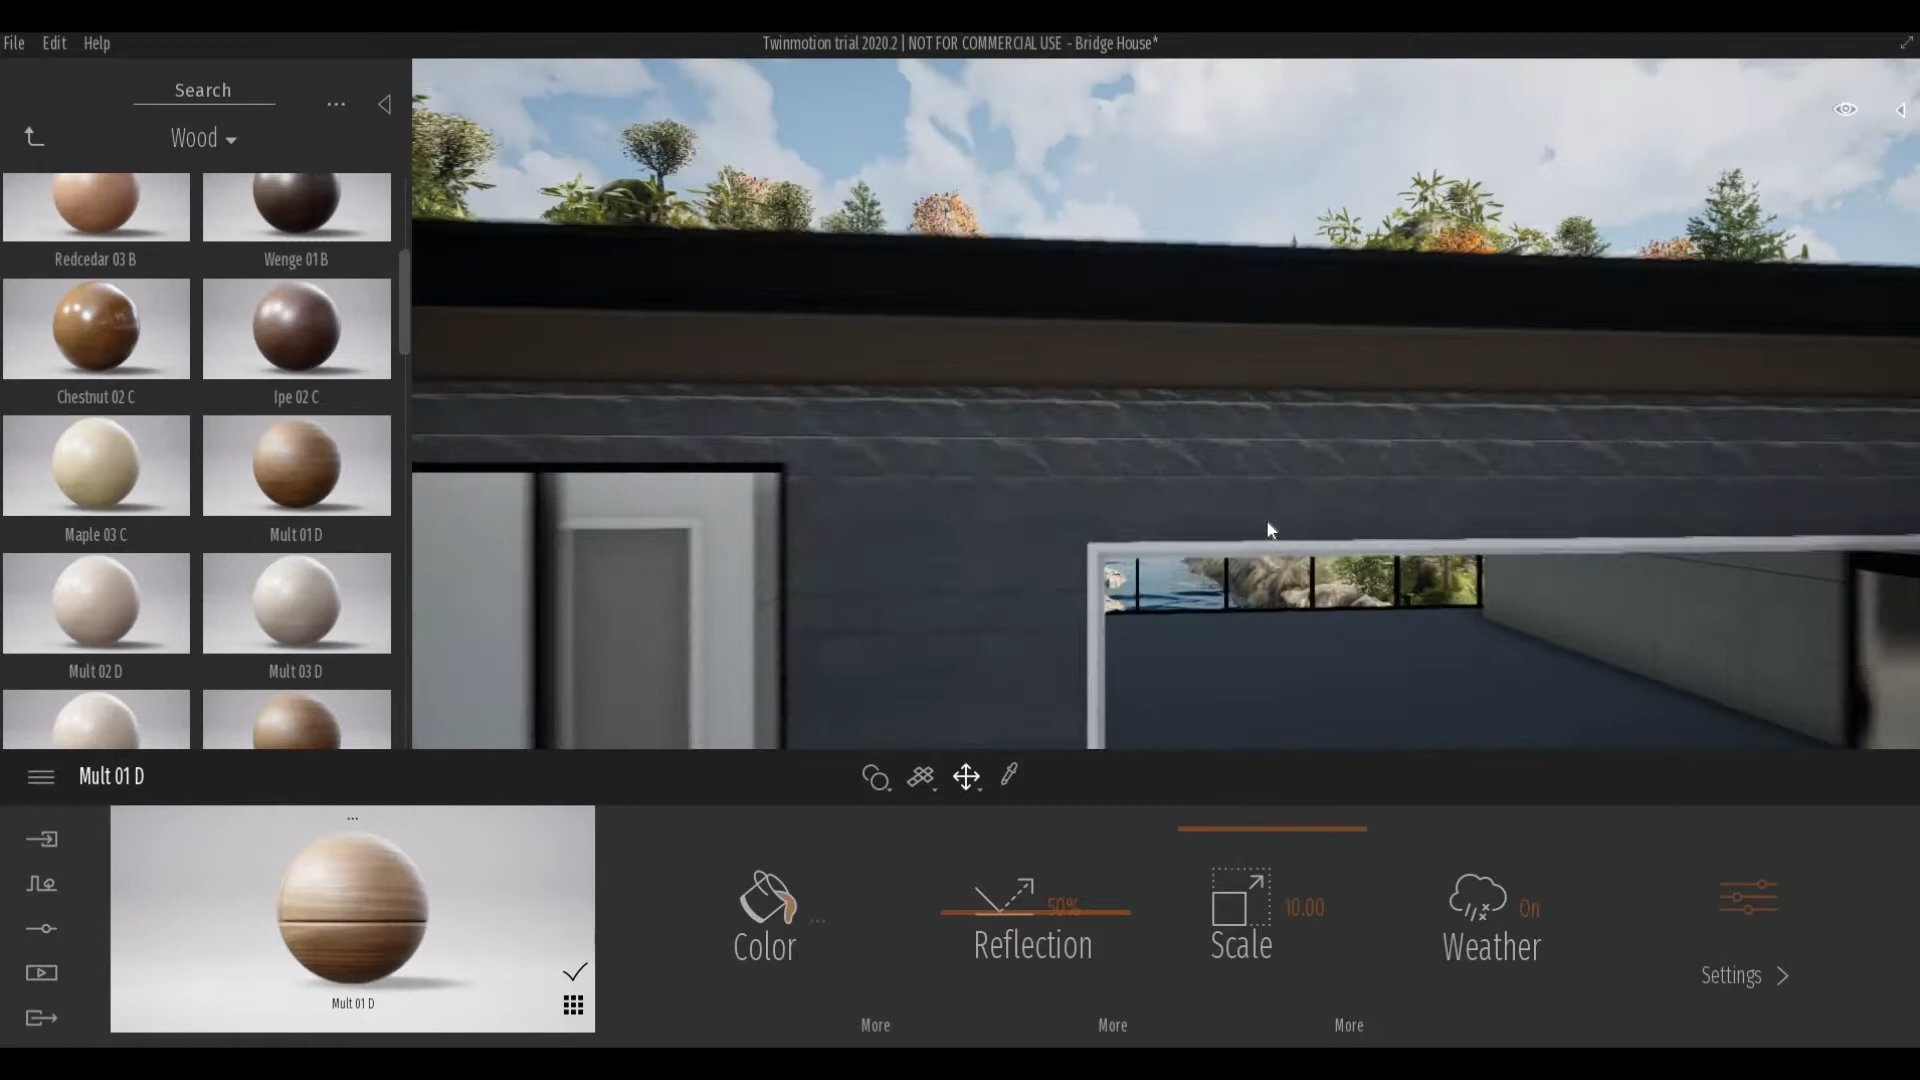 File Edit Help
Twinmotion trial 2020.2 | NOT FOR COMMERCIAL USE - Bridge House*
Search
...
Wood
Redcedar 03 B
Wenge 01 B
Chestnut 02 C
Ipe 02 C
Maple 03 C
Mult 01 D
Mult 02 D
Mult 03 D
Mult 01 D
...
Mult 01 D
Color
...
More
50%
Reflection
More
10.00
Scale
More
On
Weather
Settings